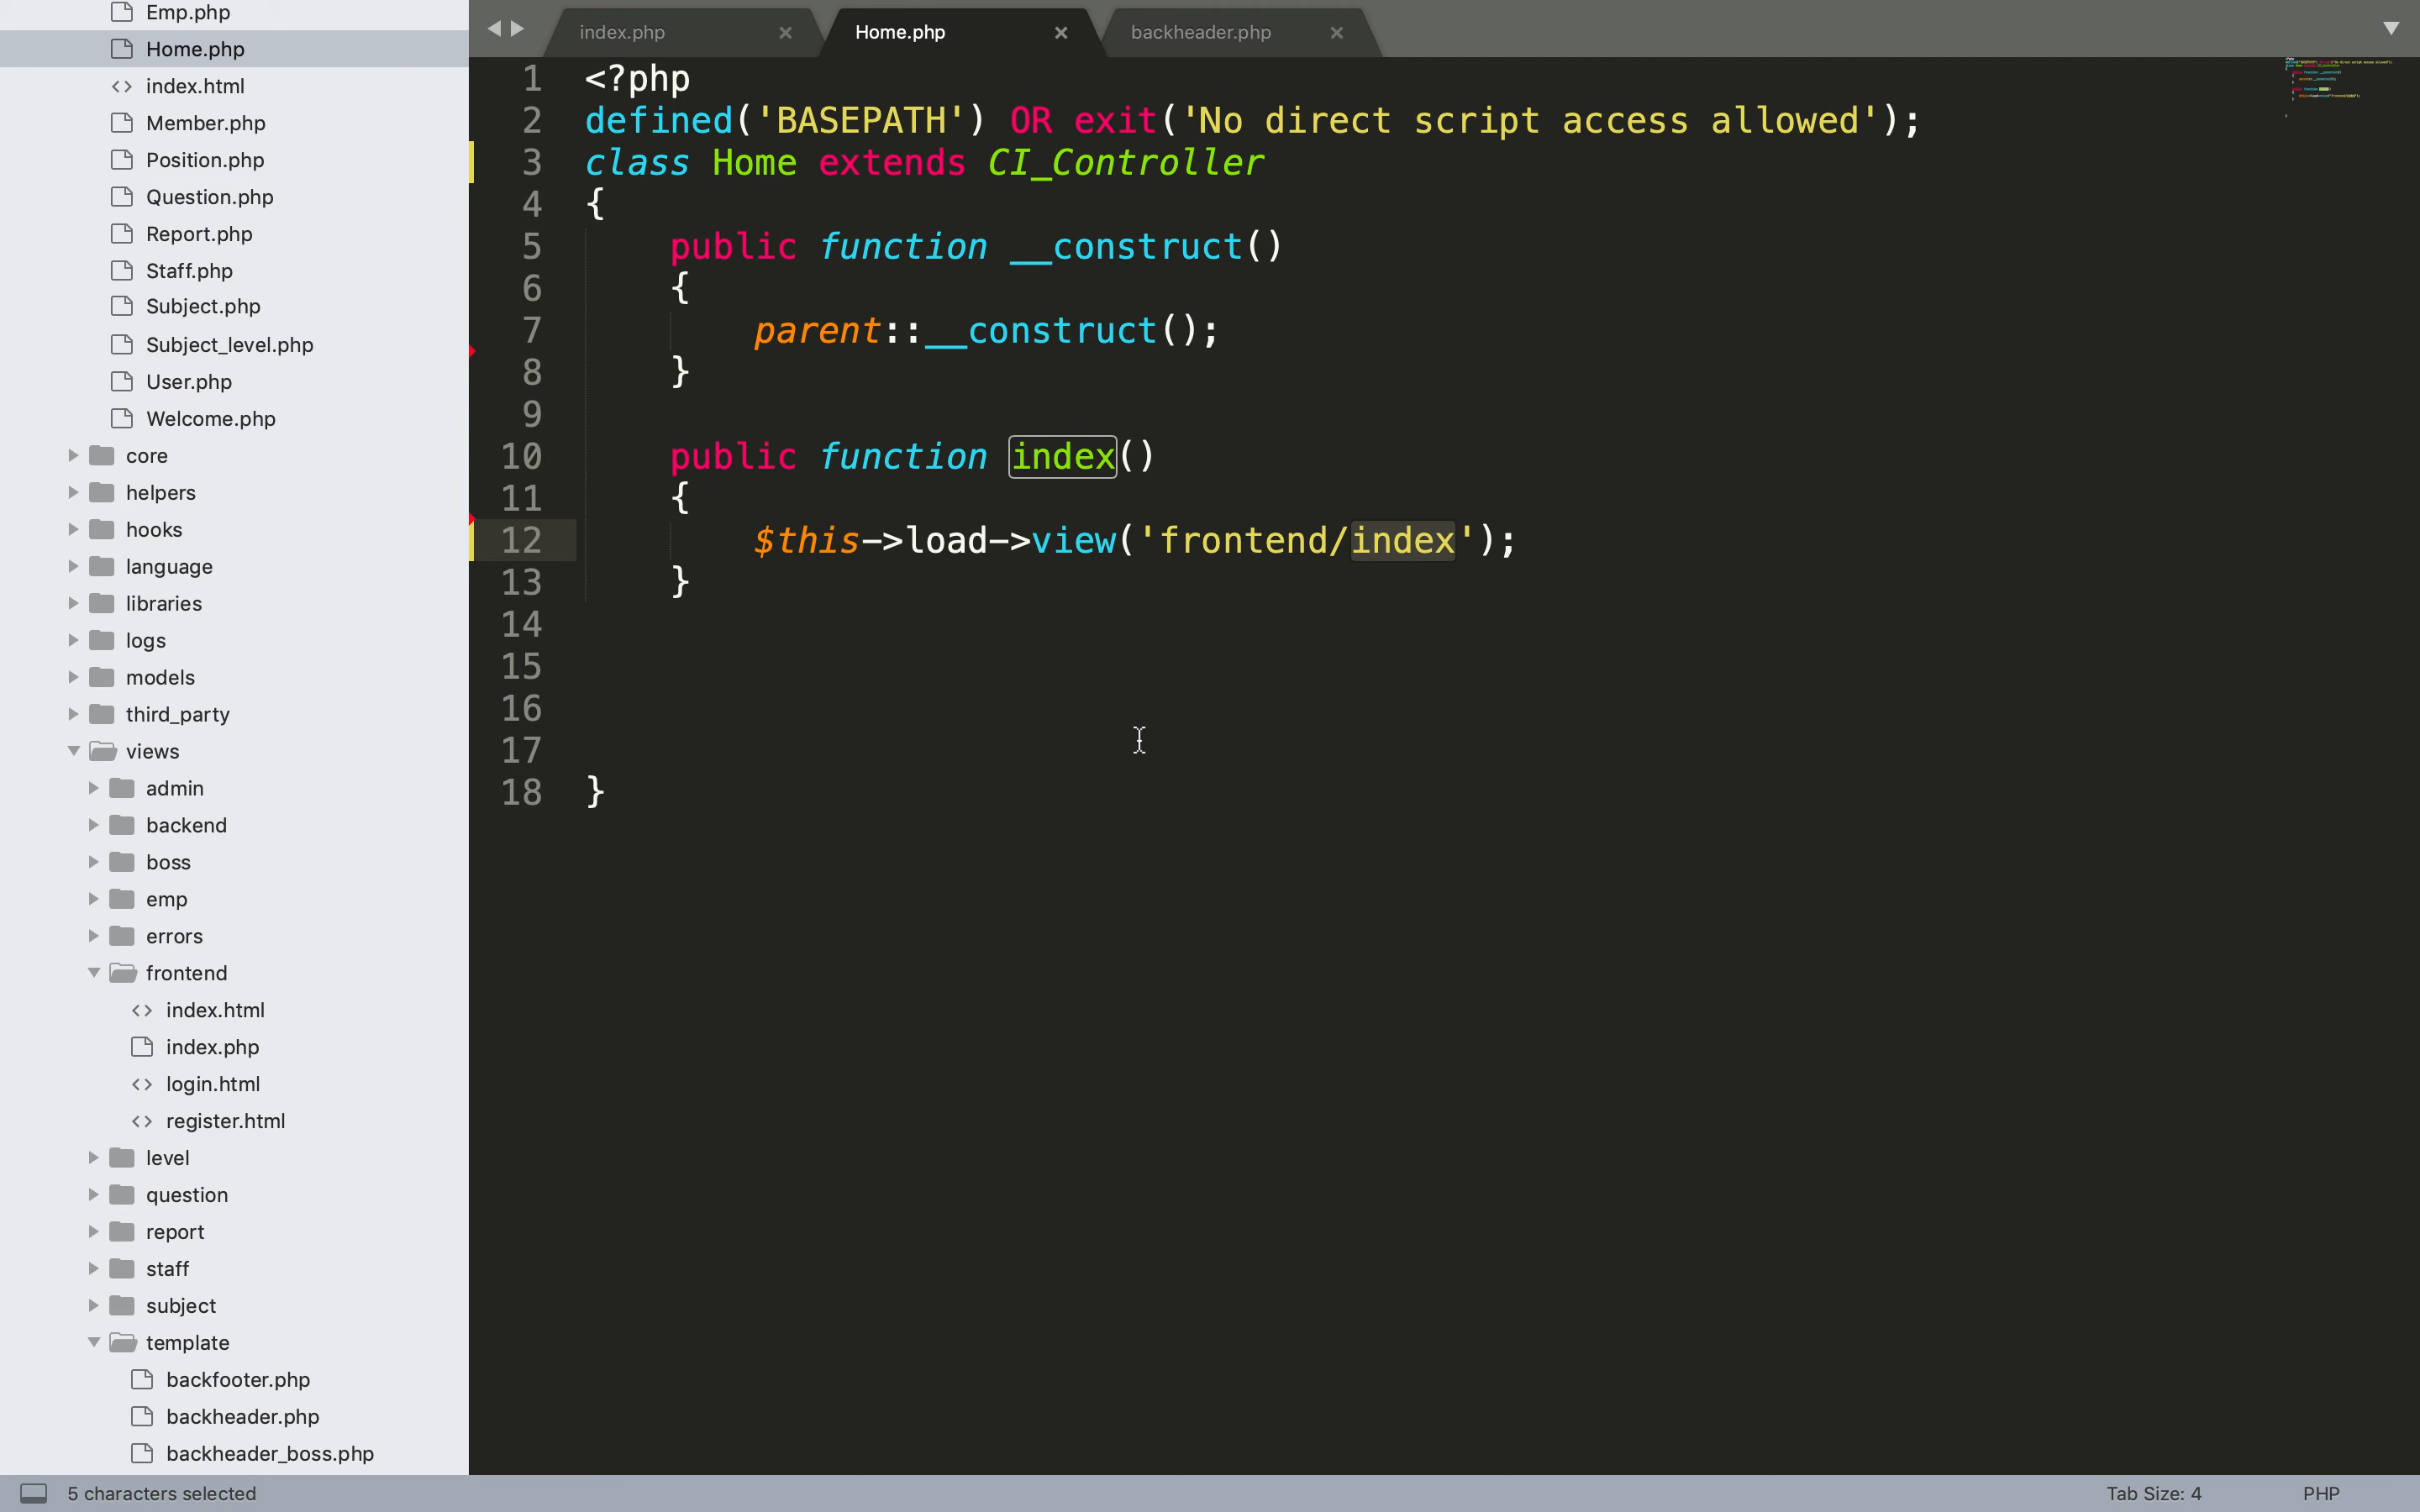 Emp.php
Home.php
index.html
Member.php
Position.php
Question.php
Report.php
Staff.php
Subject.php
Subject_level.php
User.php
Welcome.php
core
helpers
hooks
language
libraries
logs
models
third_party
views
admin
backend
boss
emp
errors
frontend
index.html
index.php
login.html
register.html
level
question
report
staff
subject
template
backfooter.php
backheader.php
backheader_boss.php
index.php
Home.php
backheader.php
1 <?php
2 defined('BASEPATH') OR exit('No direct script access allowed');
3 class Home extends CI_Controller
4 {
5     public function __construct()
6     {
7         parent::__construct();
8     }
9
10     public function index()
11     {
12         $this->load->view('frontend/index');
13     }
14
15
16
17
18 }
5 characters selected
Tab Size: 4
PHP